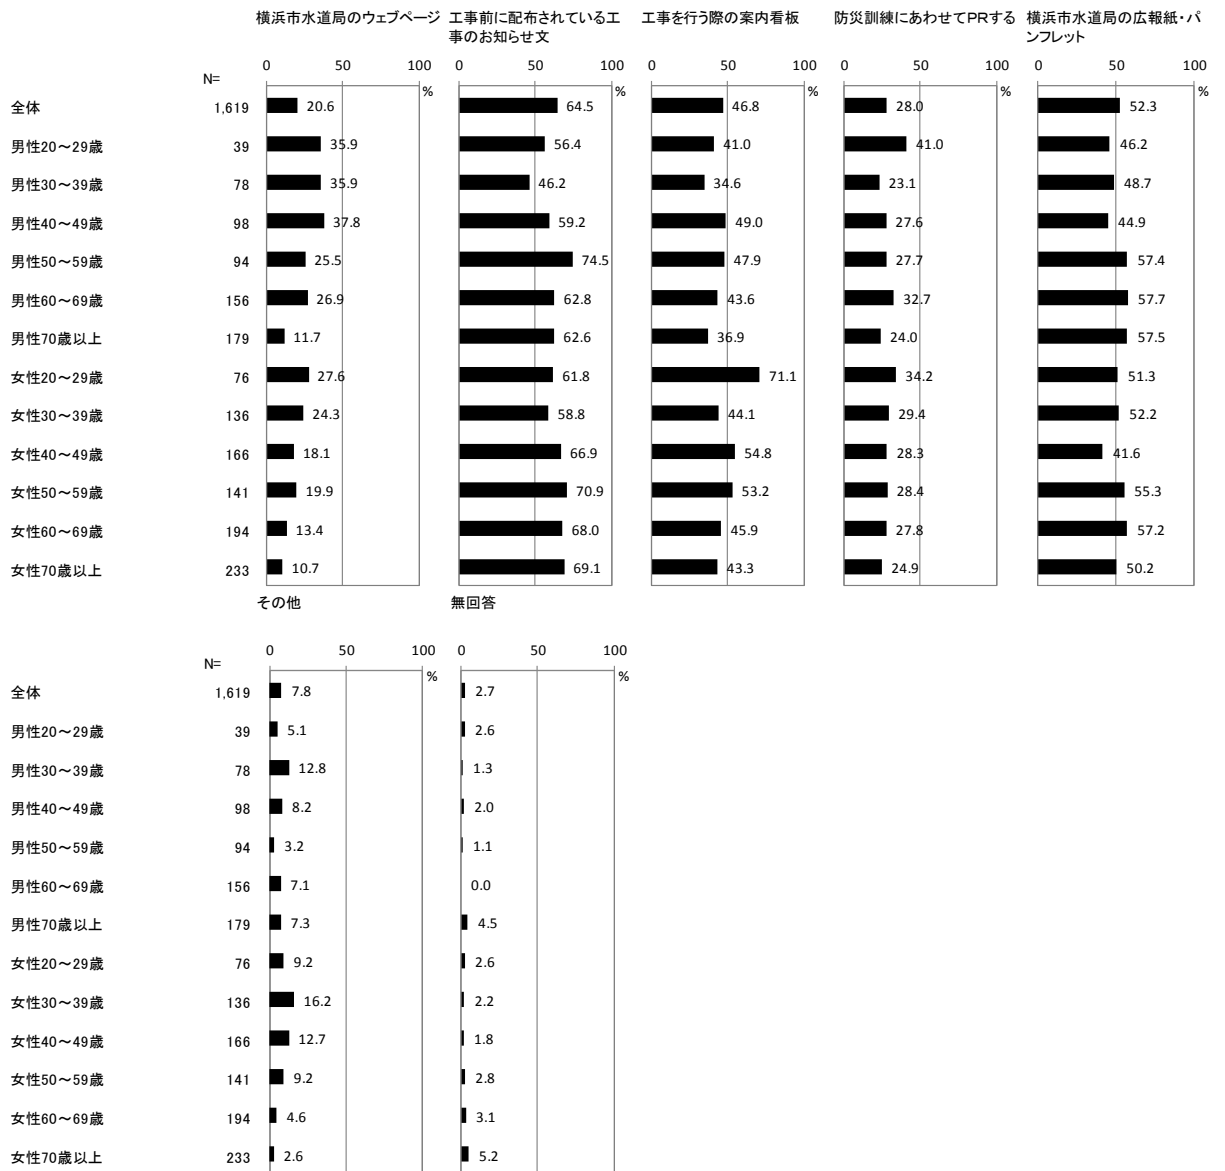 横浜市水道局のウェブページ 工事前に配布されている工 工事を行う際の案内看板 防災訓練にあわせてPRする 横浜市水道局の広報紙・パ
事のお知らせ文 ンフレット
0 50 100 0 50 100 0 50 100 0 50 100 0 50 100
N= % % % % %
全体 1,619 20.6 64.5 46.8 28.0 52.3
男性20～29歳 39 35.9 56.4 41.0 41.0 46.2
男性30～39歳 78 35.9 46.2 34.6 23.1 48.7
男性40～49歳 98 37.8 59.2 49.0 27.6 44.9
男性50～59歳 94 25.5 74.5 47.9 27.7 57.4
男性60～69歳 156 26.9 62.8 43.6 32.7 57.7
男性70歳以上 179 11.7 62.6 36.9 24.0 57.5
女性20～29歳 76 27.6 61.8 71.1 34.2 51.3
女性30～39歳 136 24.3 58.8 44.1 29.4 52.2
女性40～49歳 166 18.1 66.9 54.8 28.3 41.6
女性50～59歳 141 19.9 70.9 53.2 28.4 55.3
女性60～69歳 194 13.4 68.0 45.9 27.8 57.2
女性70歳以上 233 10.7 69.1 43.3 24.9 50.2
その他 無回答
0 50 100 0 50 100
N= % %
全体 1,619 7.8 2.7
男性20～29歳 39 5.1 2.6
男性30～39歳 78 12.8 1.3
男性40～49歳 98 8.2 2.0
男性50～59歳 94 3.2 1.1
男性60～69歳 156 7.1 0.0
男性70歳以上 179 7.3 4.5
女性20～29歳 76 9.2 2.6
女性30～39歳 136 16.2 2.2
女性40～49歳 166 12.7 1.8
女性50～59歳 141 9.2 2.8
女性60～69歳 194 4.6 3.1
女性70歳以上 233 2.6 5.2